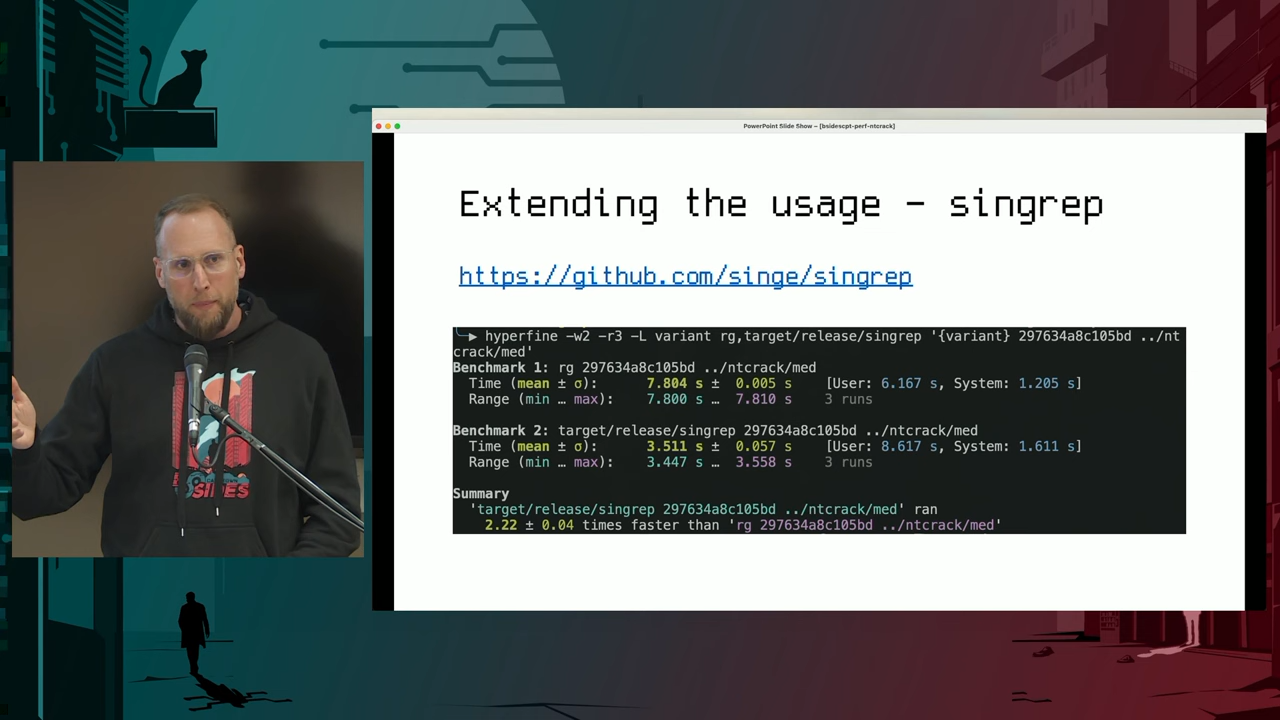 PowerPoint Slide Show – [bsidescpt-perf-ntcrack]
Extending the usage – singrep
https://github.com/singe/singrep
hyperfine -w2 -r3 -L variant rg,target/release/singrep '{variant} 297634a8c105bd ../nt
crack/med'
Benchmark 1: rg 297634a8c105bd ../ntcrack/med
Time (mean ± σ): 7.804 s ± 0.005 s [User: 6.167 s, System: 1.205 s]
Range (min … max): 7.800 s … 7.810 s 3 runs
Benchmark 2: target/release/singrep 297634a8c105bd ../ntcrack/med
Time (mean ± σ): 3.511 s ± 0.057 s [User: 8.617 s, System: 1.611 s]
Range (min … max): 3.447 s … 3.558 s 3 runs
Summary
'target/release/singrep 297634a8c105bd ../ntcrack/med' ran
2.22 ± 0.04 times faster than 'rg 297634a8c105bd ../ntcrack/med'
BSIDES